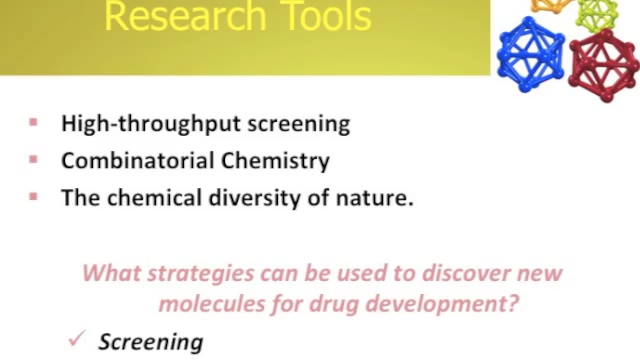 Research Tools
High-throughput screening
Combinatorial Chemistry
The chemical diversity of nature.
What strategies can be used to discover new
molecules for drug development?
Screening